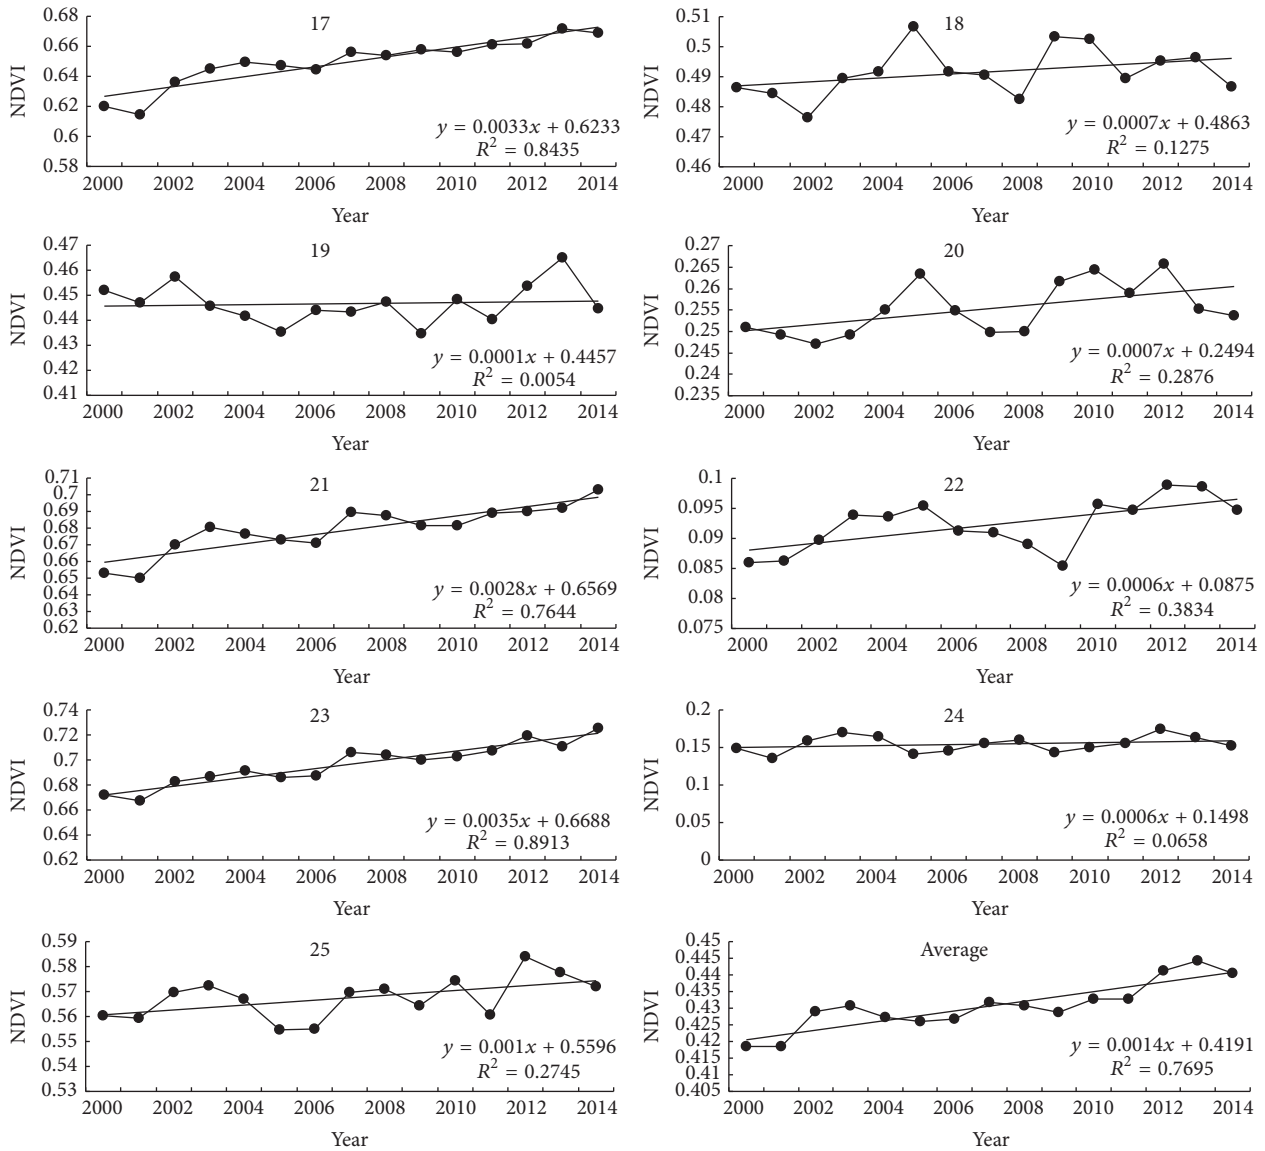 17
0.68
0.66
0.64
0.62
0.6
0.58
NDVI
y = 0.0033x + 0.6233
R² = 0.8435
2000 2002 2004 2006 2008 2010 2012 2014
Year
18
0.51
0.5
0.49
0.48
0.47
0.46
NDVI
y = 0.0007x + 0.4863
R² = 0.1275
2000 2002 2004 2006 2008 2010 2012 2014
Year
19
0.47
0.46
0.45
0.44
0.43
0.42
0.41
NDVI
y = 0.0001x + 0.4457
R² = 0.0054
2000 2002 2004 2006 2008 2010 2012 2014
Year
20
0.27
0.265
0.26
0.255
0.25
0.245
0.24
0.235
NDVI
y = 0.0007x + 0.2494
R² = 0.2876
2000 2002 2004 2006 2008 2010 2012 2014
Year
21
0.71
0.7
0.69
0.68
0.67
0.66
0.65
0.64
0.63
0.62
NDVI
y = 0.0028x + 0.6569
R² = 0.7644
2000 2002 2004 2006 2008 2010 2012 2014
Year
22
0.1
0.095
0.09
0.085
0.08
0.075
NDVI
y = 0.0006x + 0.0875
R² = 0.3834
2000 2002 2004 2006 2008 2010 2012 2014
Year
23
0.74
0.72
0.7
0.68
0.66
0.64
0.62
NDVI
y = 0.0035x + 0.6688
R² = 0.8913
2000 2002 2004 2006 2008 2010 2012 2014
Year
24
0.2
0.15
0.1
0.05
0
NDVI
y = 0.0006x + 0.1498
R² = 0.0658
2000 2002 2004 2006 2008 2010 2012 2014
Year
25
0.59
0.58
0.57
0.56
0.55
0.54
0.53
NDVI
y = 0.001x + 0.5596
R² = 0.2745
2000 2002 2004 2006 2008 2010 2012 2014
Year
Average
0.45
0.445
0.44
0.435
0.43
0.425
0.42
0.415
0.41
0.405
NDVI
y = 0.0014x + 0.4191
R² = 0.7695
2000 2002 2004 2006 2008 2010 2012 2014
Year